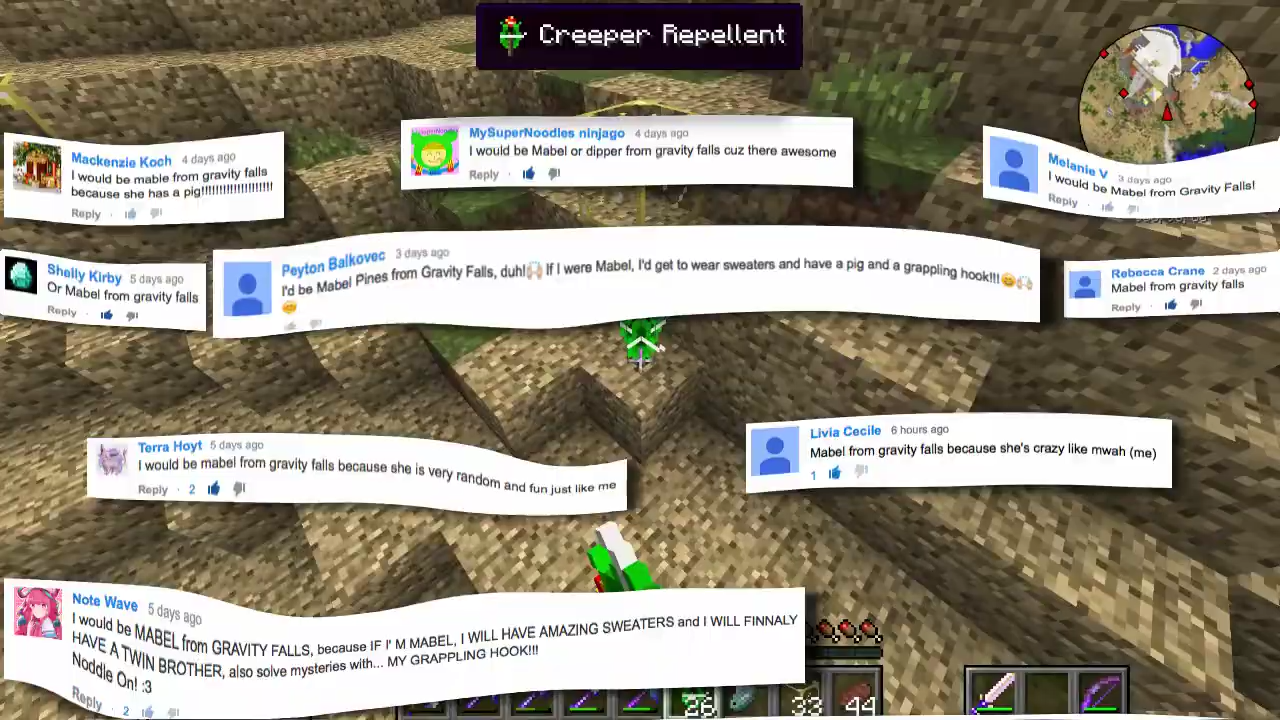 Creeper Repellent
Mackenzie Koch 4 days ago
I would be mable from gravity falls
because she has a pig!!!!!!!!!!!!!!!!!!!!!
Reply
MySuperNoodles ninjago 4 days ago
I would be Mabel or dipper from gravity falls cuz there awesome
Reply
Melanie V 3 days ago
I would be Mabel from Gravity Falls!
Reply
Shelly Kirby 5 days ago
Or Mabel from gravity falls
Reply
Peyton Balkovec 3 days ago
I'd be Mabel Pines from Gravity Falls, duh!🙌 If I were Mabel, I'd get to wear sweaters and have a pig and a grappling hook!!!😊🙌
😊
Rebecca Crane 2 days ago
Mabel from gravity falls
Reply
Terra Hoyt 5 days ago
I would be mabel from gravity falls because she is very random and fun just like me
Reply · 2
Livia Cecile 6 hours ago
Mabel from gravity falls because she's crazy like mwah (me)
1
Note Wave 5 days ago
I would be MABEL from GRAVITY FALLS, because IF I' M MABEL, I WILL HAVE AMAZING SWEATERS and I WILL FINNALY
HAVE A TWIN BROTHER, also solve mysteries with... MY GRAPPLING HOOK!!!
Noddle On! :3
Reply · 2
26 33 44